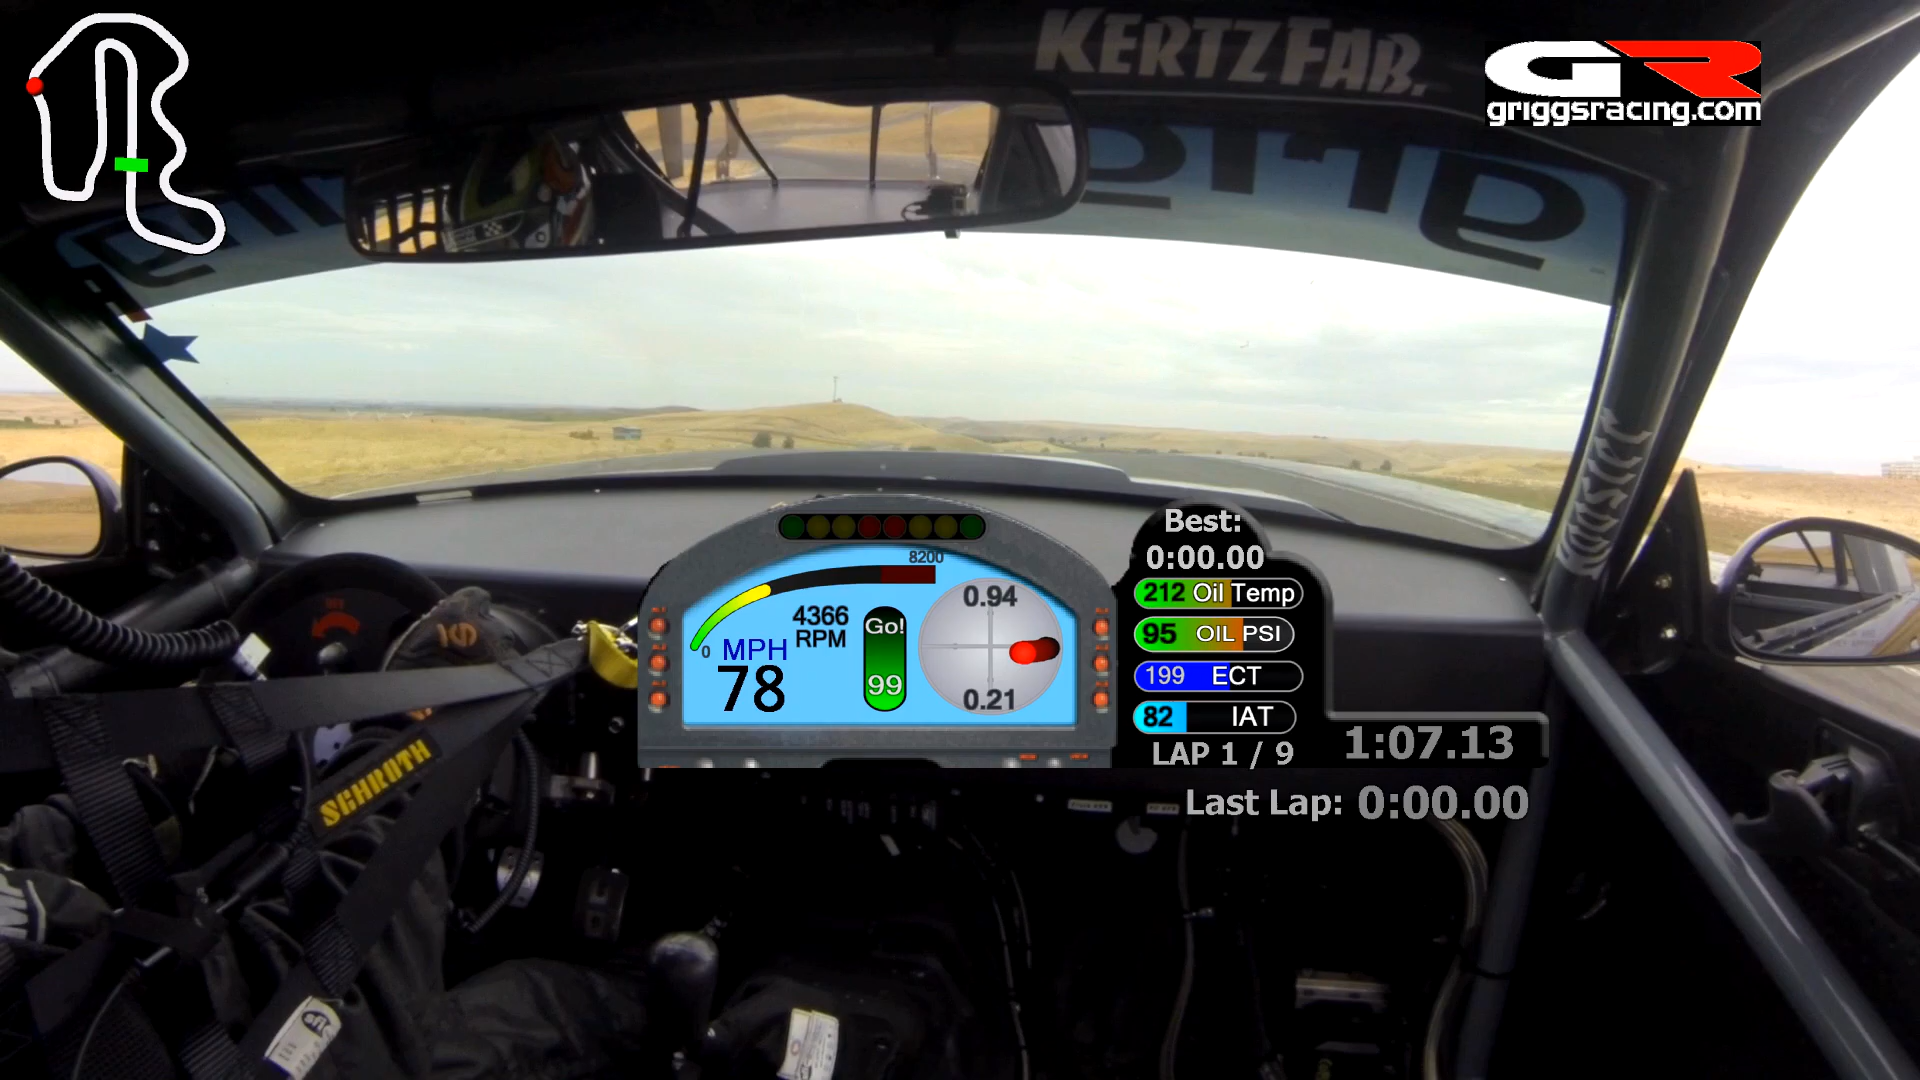 KERTZFAB.
GR
griggsracing.com
8200
0.94
4366
RPM
Go!
0
MPH
78
99
0.21
Best:
0:00.00
212 Oil Temp
95 OIL PSI
199 ECT
82 IAT
LAP 1 / 9
1:07.13
Last Lap: 0:00.00
HOOSIER
SCHROTH
sfi